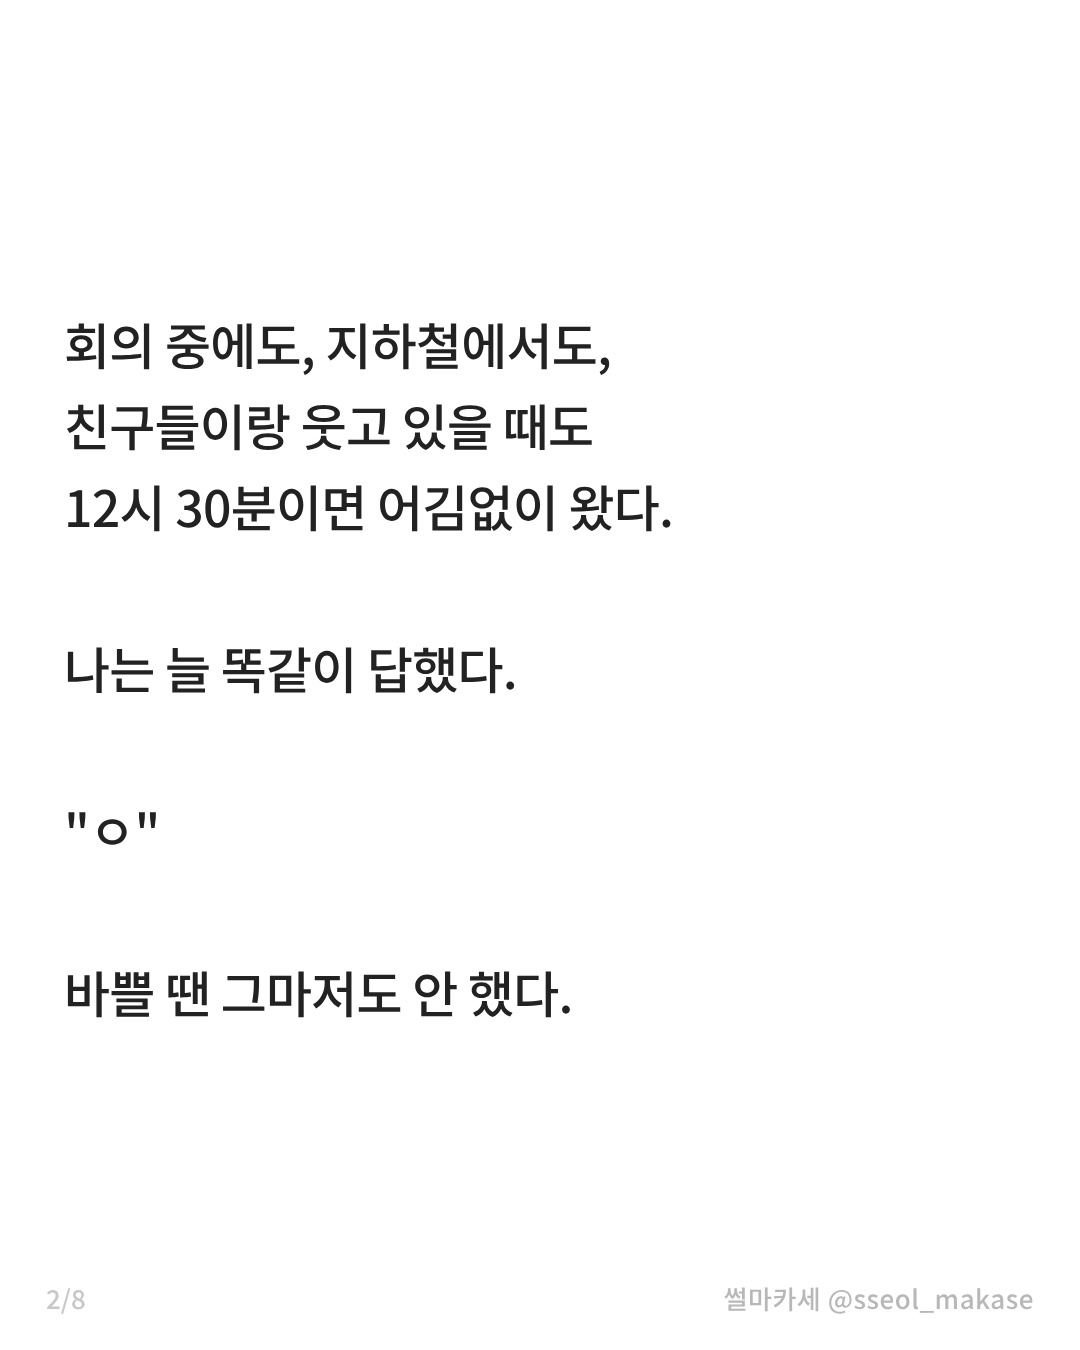 회의 중에도, 지하철에서도,
친구들이랑 웃고 있을 때도
12시 30분이면 어김없이 왔다.
나는 늘 똑같이 답했다.
"ㅇ"
바쁠 땐 그마저도 안 했다.
2/8
썰마카세 @sseol_makase